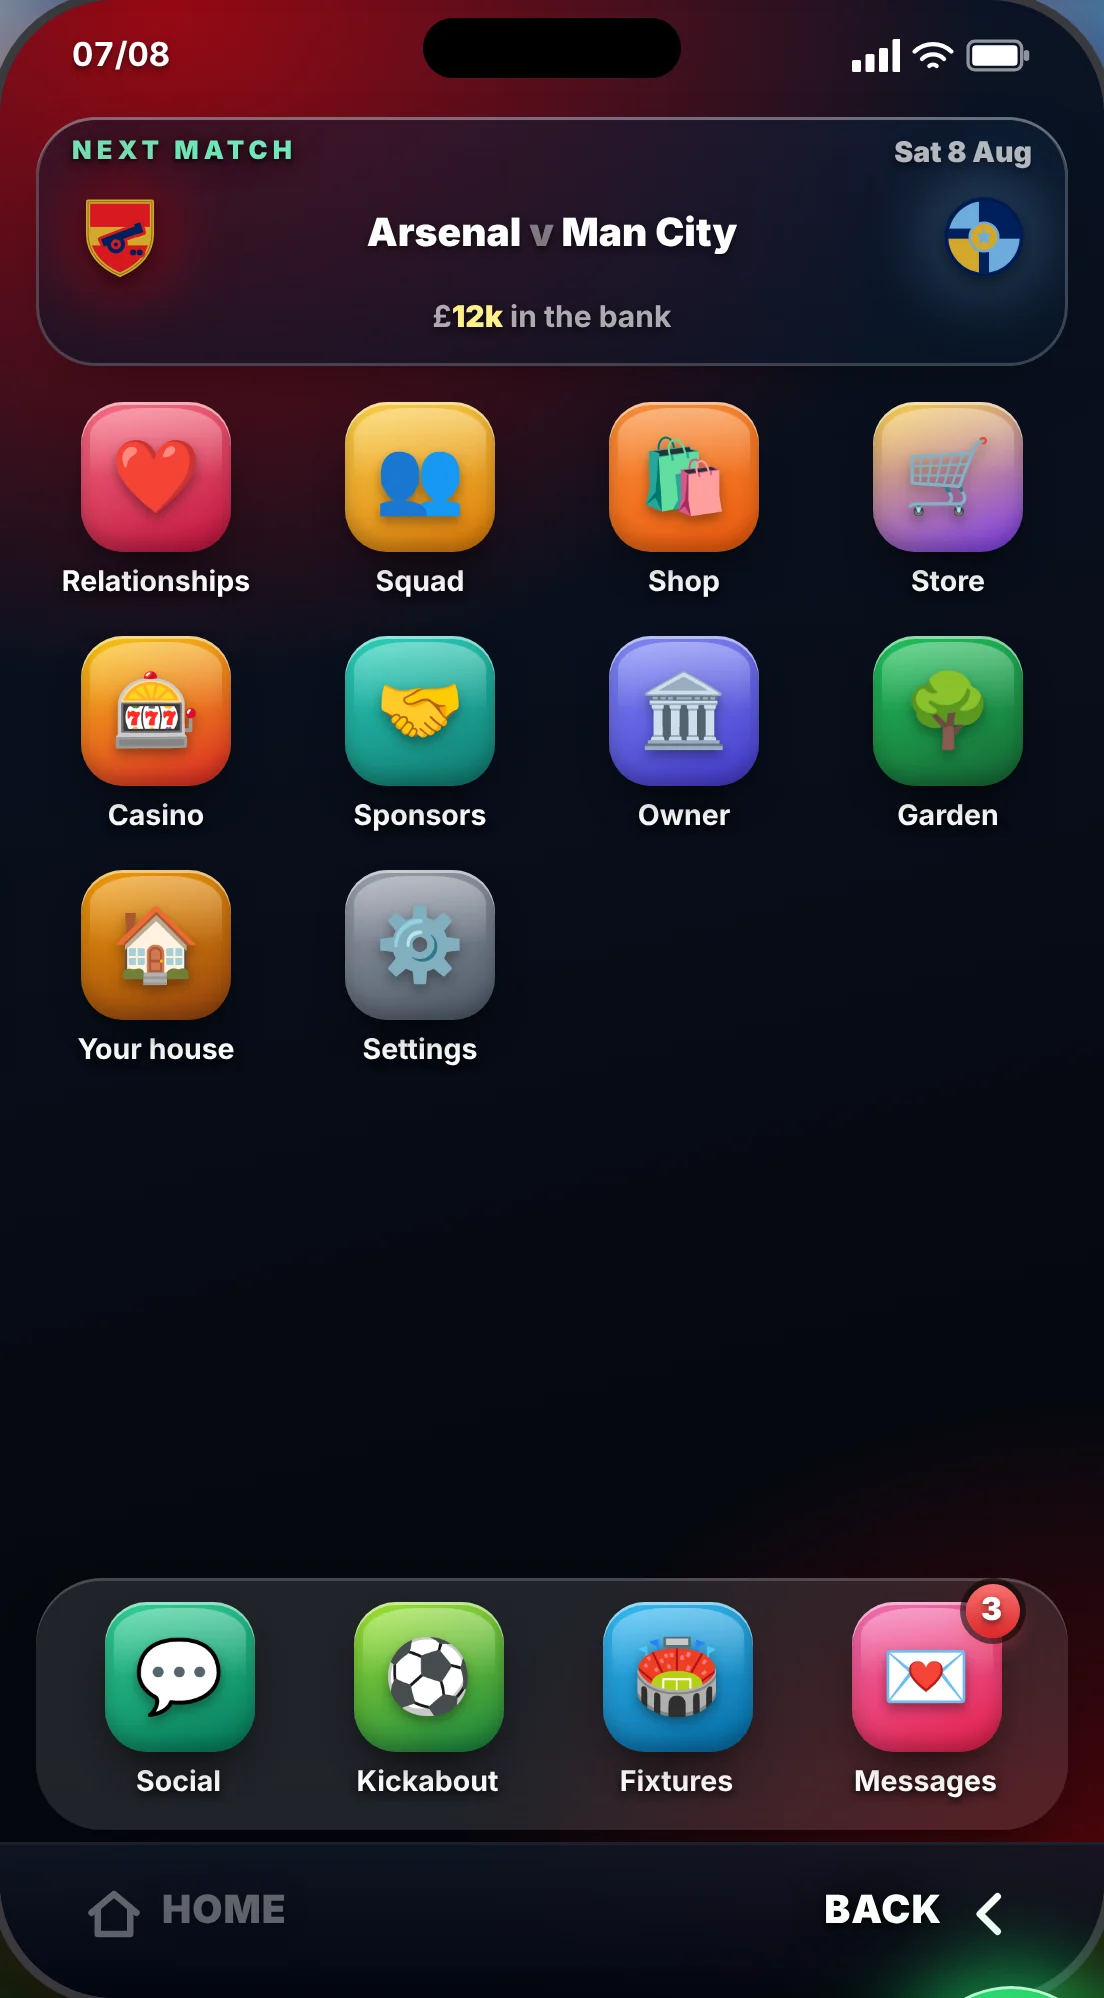 07/08
NEXT MATCH
Sat 8 Aug
Arsenal v Man City
£12k in the bank
Relationships
Squad
Shop
Store
777
Casino
Sponsors
Owner
Garden
Your house
Settings
3
Social
Kickabout
Fixtures
Messages
HOME
BACK